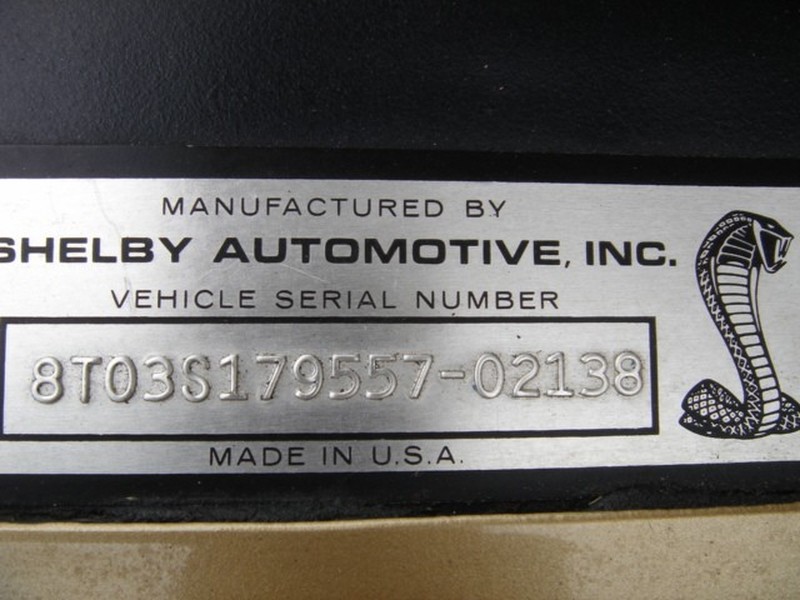 MANUFACTURED BY
SHELBY AUTOMOTIVE, INC.
VEHICLE SERIAL NUMBER
8T03S179557-02138
MADE IN U.S.A.